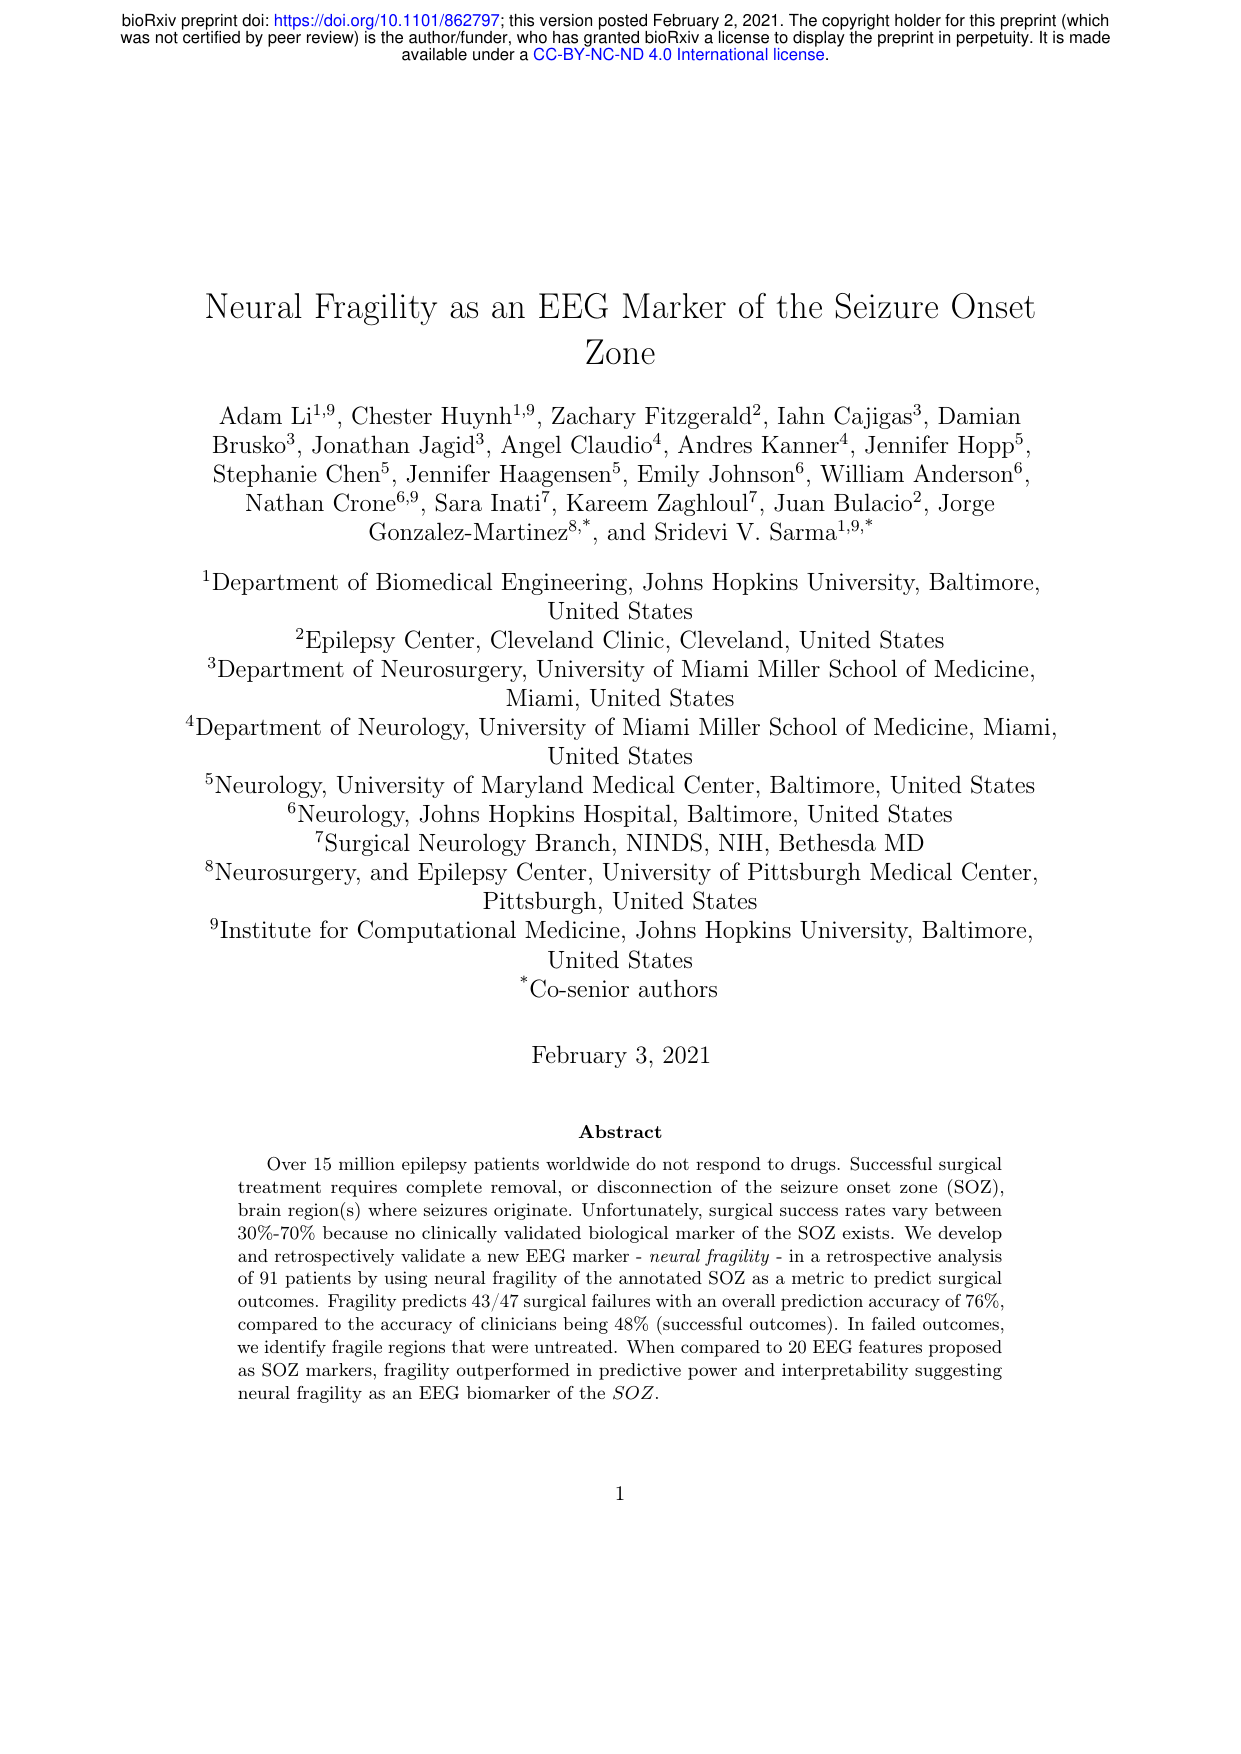 bioRxiv preprint doi: https://doi.org/10.1101/862797; this version posted February 2, 2021. The copyright holder for this preprint (which
was not certified by peer review) is the author/funder, who has granted bioRxiv a license to display the preprint in perpetuity. It is made
available under a CC-BY-NC-ND 4.0 International license.
Neural Fragility as an EEG Marker of the Seizure Onset
Zone
Adam Li1,9, Chester Huynh1,9, Zachary Fitzgerald2, Iahn Cajigas3, Damian
Brusko3, Jonathan Jagid3, Angel Claudio4, Andres Kanner4, Jennifer Hopp5,
Stephanie Chen5, Jennifer Haagensen5, Emily Johnson6, William Anderson6,
Nathan Crone6,9, Sara Inati7, Kareem Zaghloul7, Juan Bulacio2, Jorge
Gonzalez-Martinez8,*, and Sridevi V. Sarma1,9,*
1Department of Biomedical Engineering, Johns Hopkins University, Baltimore,
United States
2Epilepsy Center, Cleveland Clinic, Cleveland, United States
3Department of Neurosurgery, University of Miami Miller School of Medicine,
Miami, United States
4Department of Neurology, University of Miami Miller School of Medicine, Miami,
United States
5Neurology, University of Maryland Medical Center, Baltimore, United States
6Neurology, Johns Hopkins Hospital, Baltimore, United States
7Surgical Neurology Branch, NINDS, NIH, Bethesda MD
8Neurosurgery, and Epilepsy Center, University of Pittsburgh Medical Center,
Pittsburgh, United States
9Institute for Computational Medicine, Johns Hopkins University, Baltimore,
United States
*Co-senior authors
February 3, 2021
Abstract
Over 15 million epilepsy patients worldwide do not respond to drugs. Successful surgical
treatment requires complete removal, or disconnection of the seizure onset zone (SOZ),
brain region(s) where seizures originate. Unfortunately, surgical success rates vary between
30%-70% because no clinically validated biological marker of the SOZ exists. We develop
and retrospectively validate a new EEG marker - neural fragility - in a retrospective analysis
of 91 patients by using neural fragility of the annotated SOZ as a metric to predict surgical
outcomes. Fragility predicts 43/47 surgical failures with an overall prediction accuracy of 76%,
compared to the accuracy of clinicians being 48% (successful outcomes). In failed outcomes,
we identify fragile regions that were untreated. When compared to 20 EEG features proposed
as SOZ markers, fragility outperformed in predictive power and interpretability suggesting
neural fragility as an EEG biomarker of the SOZ.
1